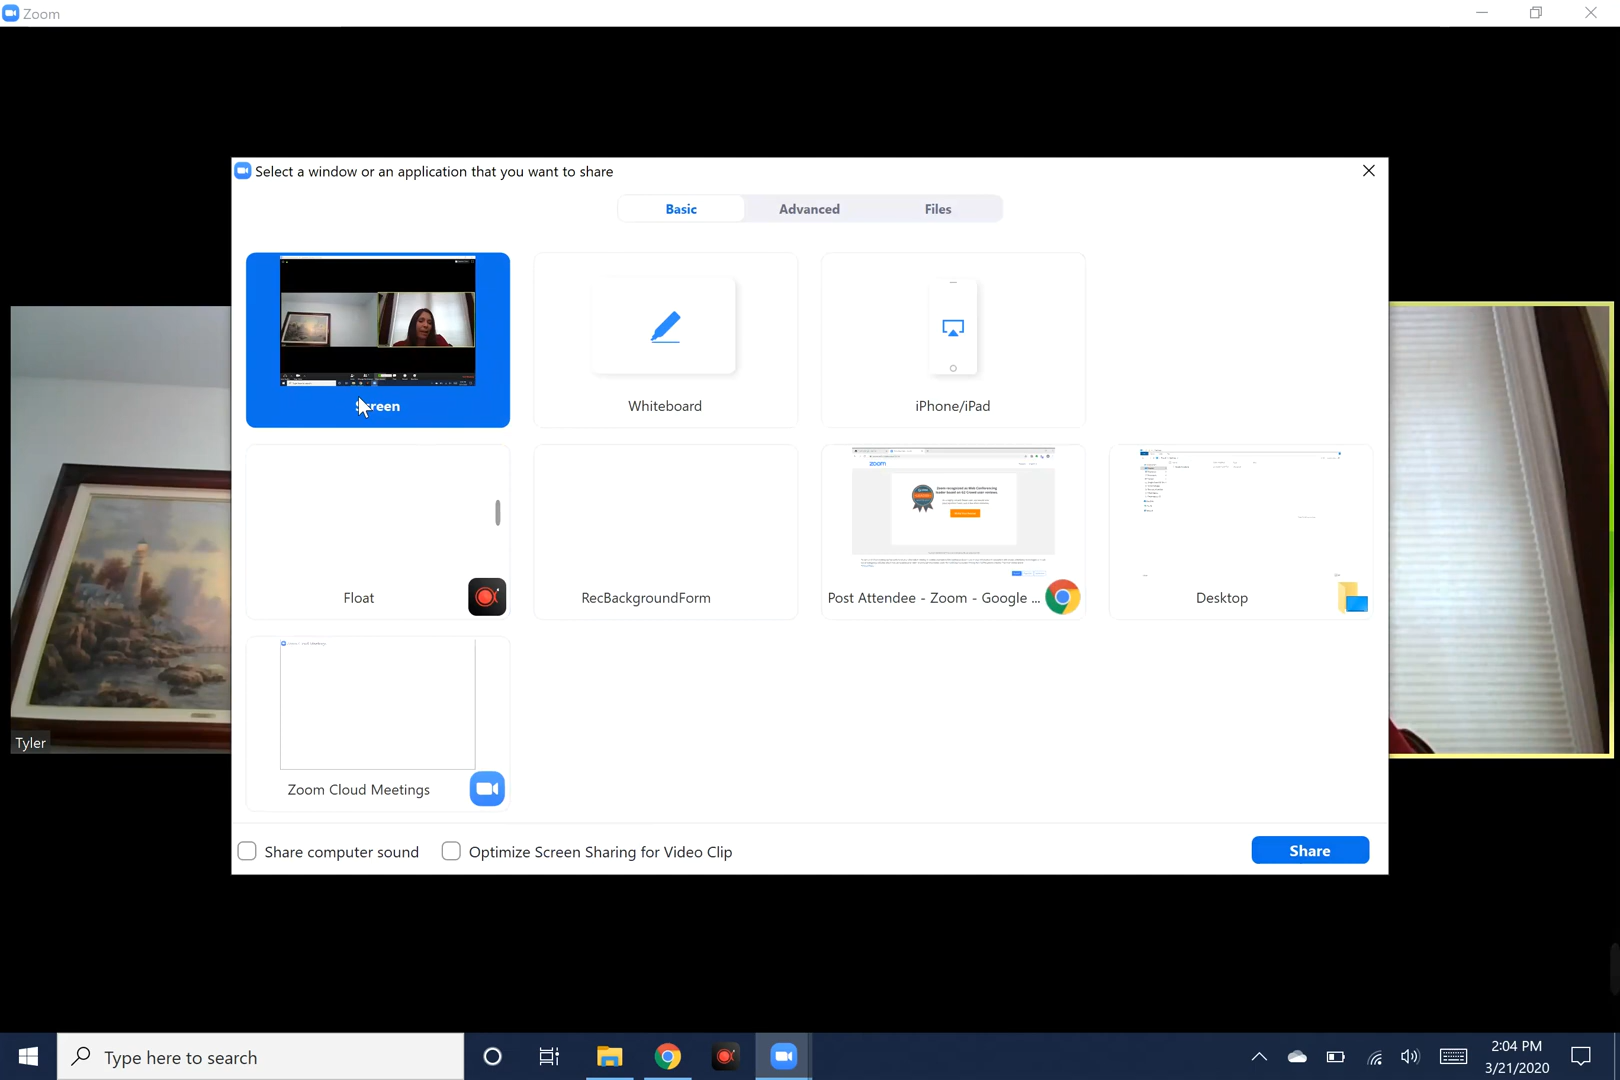 Zoom
Select a window or an application that you want to share
Basic
Advanced
Files
Screen
Whiteboard
iPhone/iPad
zoom
Float
RecBackgroundForm
Post Attendee - Zoom - Google ...
Desktop
Zoom Cloud Meetings
Tyler
Share computer sound
Optimize Screen Sharing for Video Clip
Share
Type here to search
2:04 PM
3/21/2020